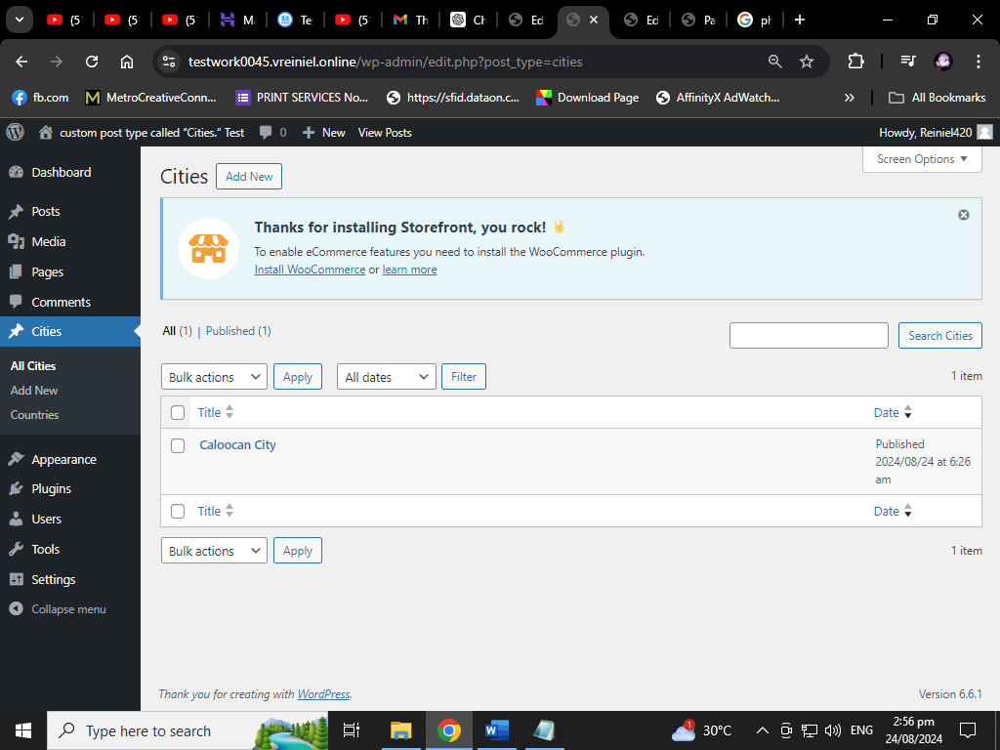 (5
(5
(5
Ma
Te
(5
Th
Ch
Ed
Ed
Pa
ph
testwork0045.vreiniel.online/wp-admin/edit.php?post_type=cities
fb.com
MetroCreativeConn...
PRINT SERVICES No...
https://sfid.dataon.c...
Download Page
AffinityX AdWatch...
All Bookmarks
custom post type called “Cities.” Test
0
New
View Posts
Howdy, Reiniel420
Dashboard
Posts
Media
Pages
Comments
Cities
All Cities
Add New
Countries
Appearance
Plugins
Users
Tools
Settings
Collapse menu
Screen Options
Cities
Add New
Thanks for installing Storefront, you rock! 🤘
To enable eCommerce features you need to install the WooCommerce plugin.
Install WooCommerce or learn more
All (1) | Published (1)
Search Cities
Bulk actions
Apply
All dates
Filter
1 item
Title
Date
Caloocan City
Published
2024/08/24 at 6:26
am
Title
Date
Bulk actions
Apply
1 item
Thank you for creating with WordPress.
Version 6.6.1
Type here to search
1
30°C
ENG
2:56 pm
24/08/2024